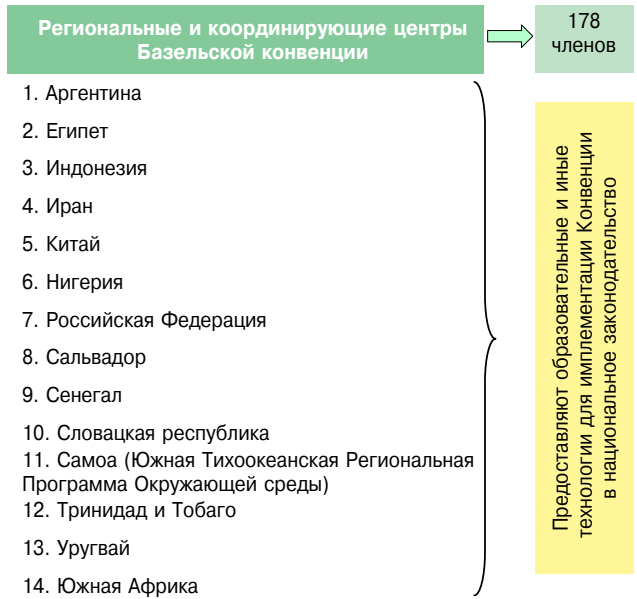 Региональные и координирующие центры
Базельской конвенции
178
членов
1. Аргентина
2. Египет
3. Индонезия
4. Иран
5. Китай
6. Нигерия
7. Российская Федерация
8. Сальвадор
9. Сенегал
10. Словацкая республика
11. Самоа (Южная Тихоокеанская Региональная
Программа Окружающей среды)
12. Тринидад и Тобаго
13. Уругвай
14. Южная Африка
Предоставляют образовательные и иные
технологии для имплементации Конвенции
в национальное законодательство